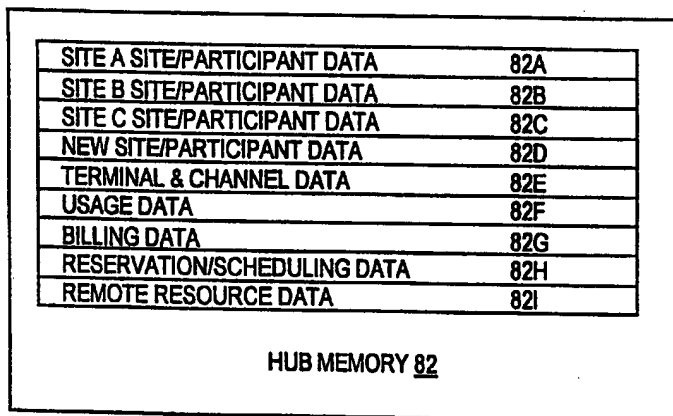 SITE A SITE/PARTICIPANT DATA 82A
SITE B SITE/PARTICIPANT DATA 82B
SITE C SITE/PARTICIPANT DATA 82C
NEW SITE/PARTICIPANT DATA 82D
TERMINAL & CHANNEL DATA 82E
USAGE DATA 82F
BILLING DATA 82G
RESERVATION/SCHEDULING DATA 82H
REMOTE RESOURCE DATA 82I
HUB MEMORY 82